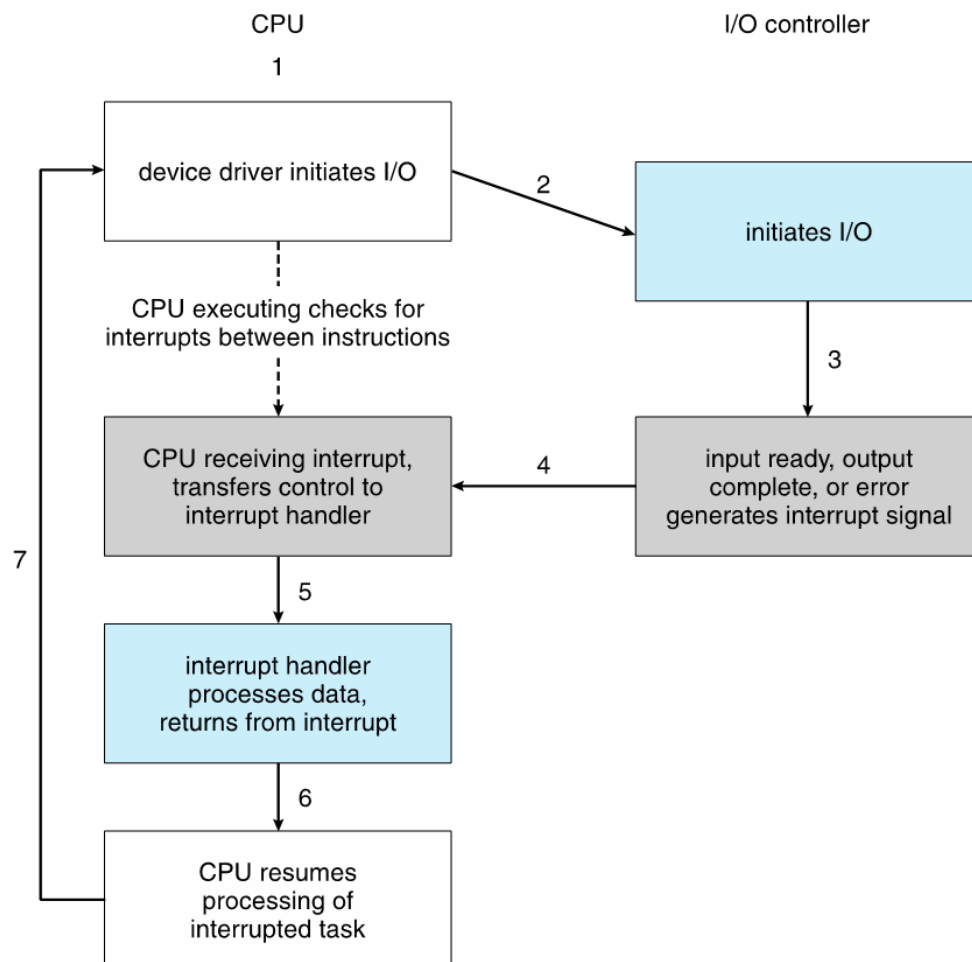 CPU
I/O controller
1
device driver initiates I/O
2
initiates I/O
CPU executing checks for
interrupts between instructions
3
CPU receiving interrupt,
transfers control to
interrupt handler
4
input ready, output
complete, or error
generates interrupt signal
7
5
interrupt handler
processes data,
returns from interrupt
6
CPU resumes
processing of
interrupted task